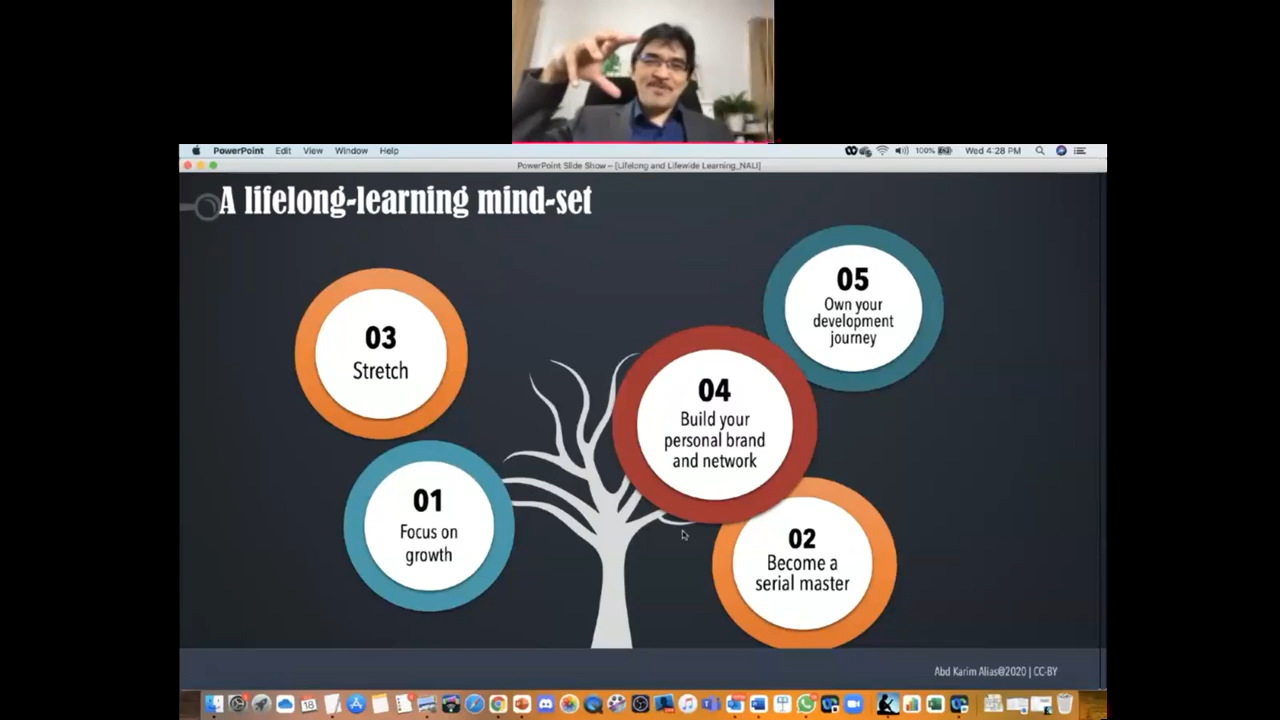 PowerPoint Edit View Window Help
100% Wed 4:28 PM
PowerPoint Slide Show – [Lifelong and Lifewide Learning_NALI]
A lifelong-learning mind-set
03
Stretch
01
Focus on
growth
04
Build your
personal brand
and network
05
Own your
development
journey
02
Become a
serial master
Abd Karim Alias@2020 | CC-BY
18